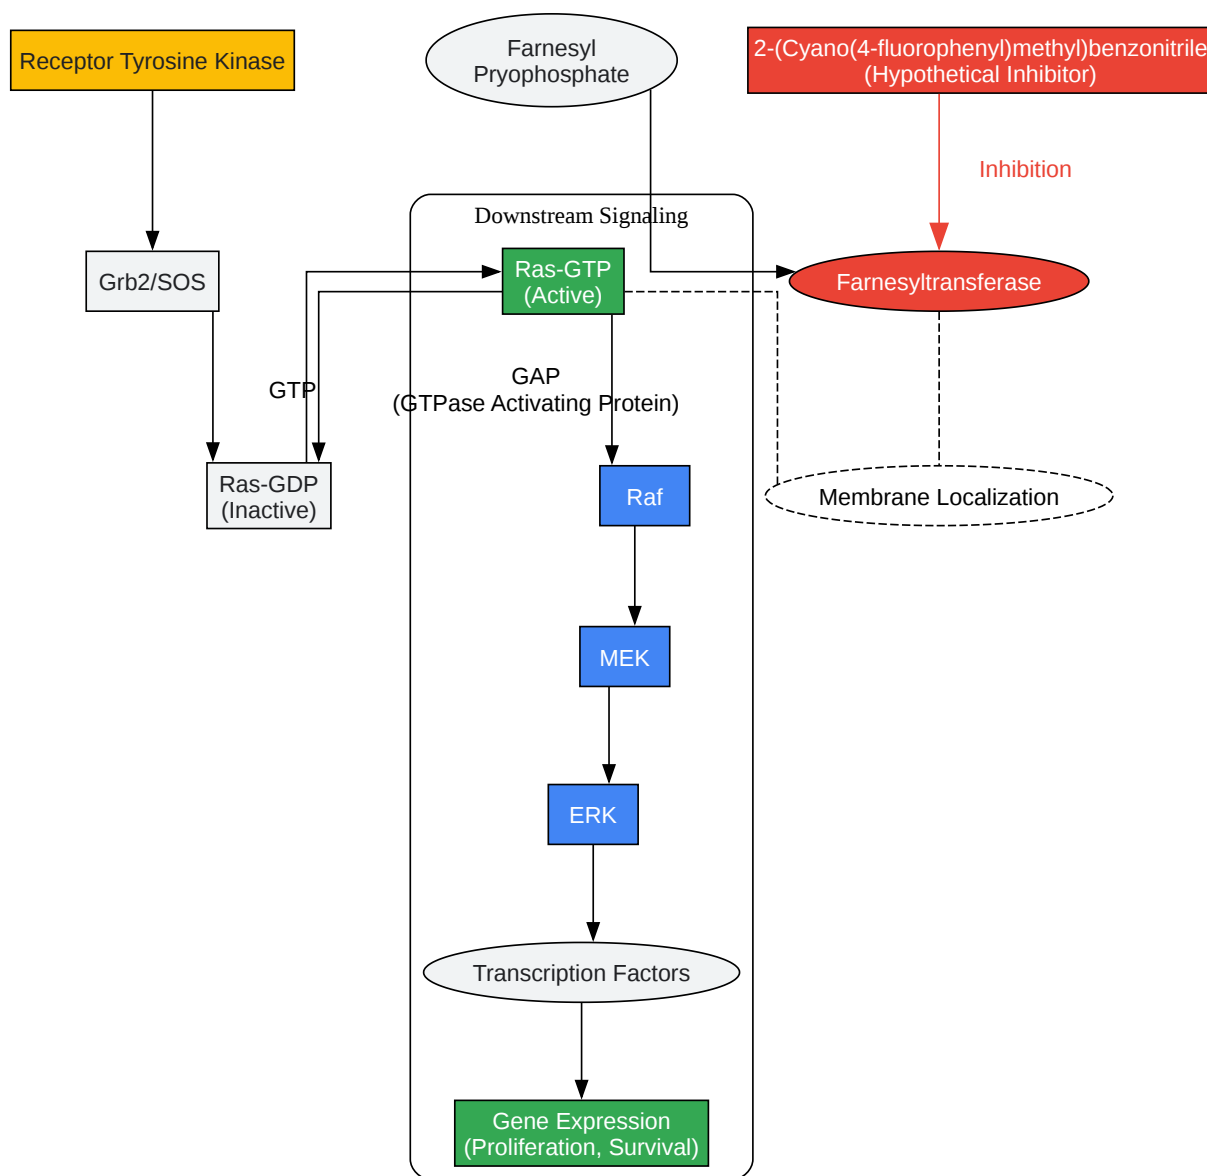 Receptor Tyrosine Kinase
Farnesyl
Pryophosphate
2-(Cyano(4-fluorophenyl)methyl)benzonitrile
(Hypothetical Inhibitor)
Inhibition
Downstream Signaling
Grb2/SOS
Ras-GTP
(Active)
Farnesyltransferase
GTP
GAP
(GTPase Activating Protein)
Ras-GDP
(Inactive)
Raf
Membrane Localization
MEK
ERK
Transcription Factors
Gene Expression
(Proliferation, Survival)